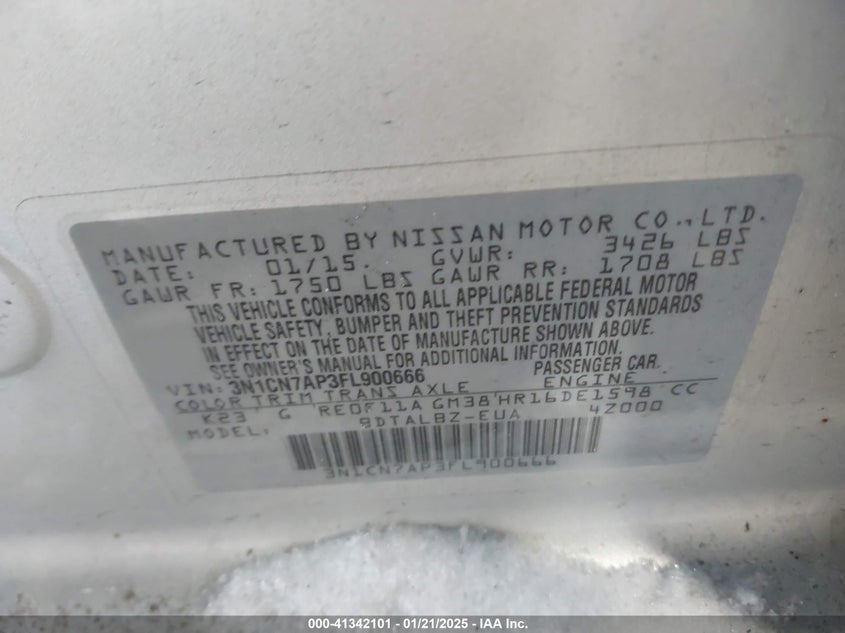 MANUFACTURED BY NISSAN MOTOR CO.,LTD.
DATE: 01/15. GVWR: 3426 LBS
GAWR FR: 1750 LBS GAWR RR: 1708 LBS
THIS VEHICLE CONFORMS TO ALL APPLICABLE FEDERAL MOTOR
VEHICLE SAFETY, BUMPER AND THEFT PREVENTION STANDARDS
IN EFFECT ON THE DATE OF MANUFACTURE SHOWN ABOVE.
SEE OWNER'S MANUAL FOR ADDITIONAL INFORMATION.
VIN: 3N1CN7AP3FL900666 PASSENGER CAR.
COLOR TRIM TRANS AXLE ENGINE
K23 G RE0F11A GM38 HR16DE1598 CC
MODEL: BDTALBZ-EUA 4Z000
3N1CN7AP3FL900666
000-41342101 - 01/21/2025 - IAA Inc.